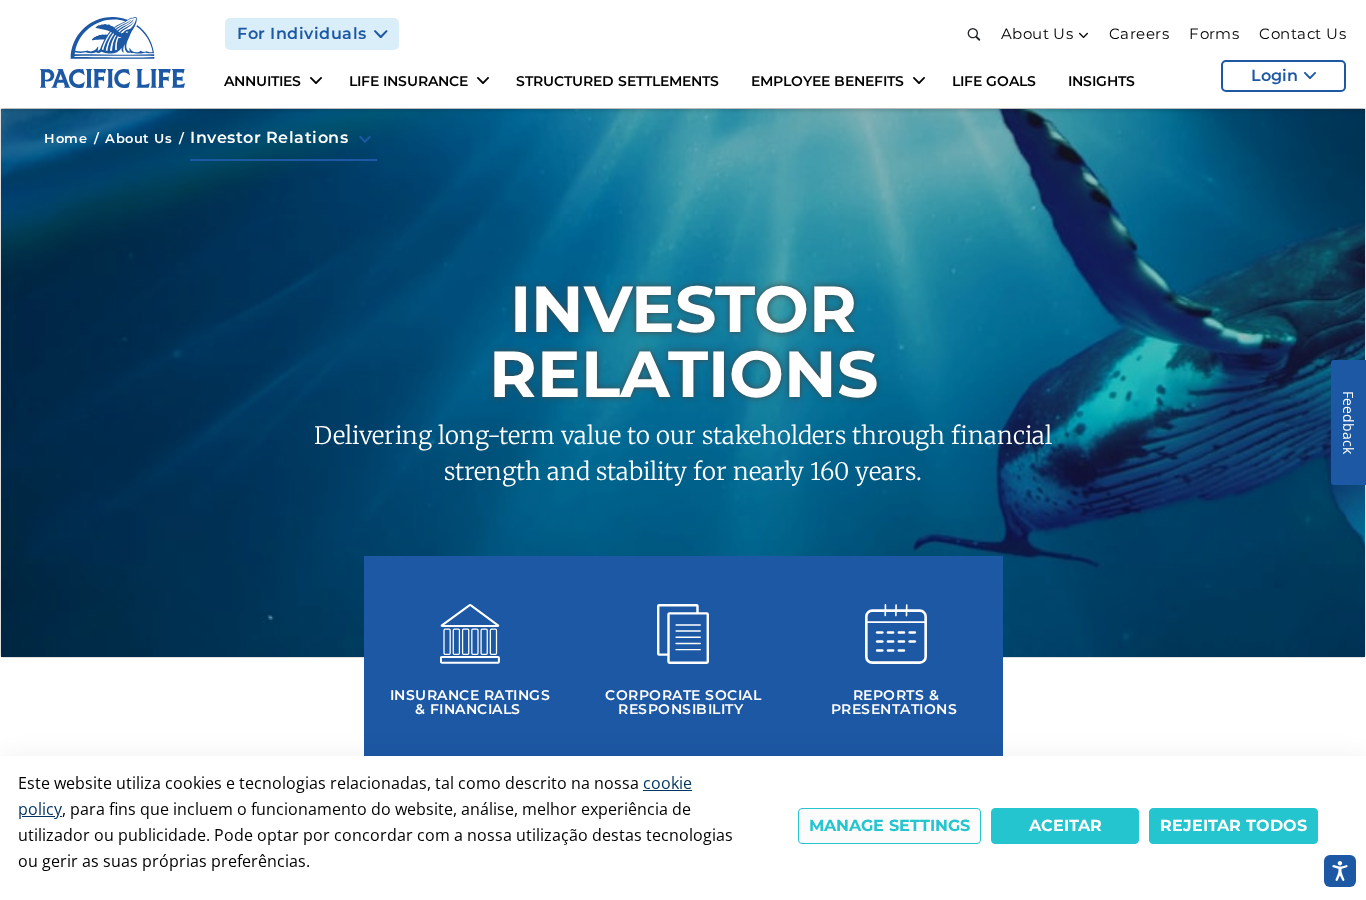 PACIFIC LIFE
For Individuals
About Us
Careers
Forms
Contact Us
ANNUITIES
LIFE INSURANCE
STRUCTURED SETTLEMENTS
EMPLOYEE BENEFITS
LIFE GOALS
INSIGHTS
Login
Home / About Us / Investor Relations
INVESTOR
RELATIONS
Delivering long-term value to our stakeholders through financial
strength and stability for nearly 160 years.
Feedback
INSURANCE RATINGS
& FINANCIALS
CORPORATE SOCIAL
RESPONSIBILITY
REPORTS &
PRESENTATIONS
Este website utiliza cookies e tecnologias relacionadas, tal como descrito na nossa cookie
policy, para fins que incluem o funcionamento do website, análise, melhor experiência de
utilizador ou publicidade. Pode optar por concordar com a nossa utilização destas tecnologias
ou gerir as suas próprias preferências.
MANAGE SETTINGS
ACEITAR
REJEITAR TODOS